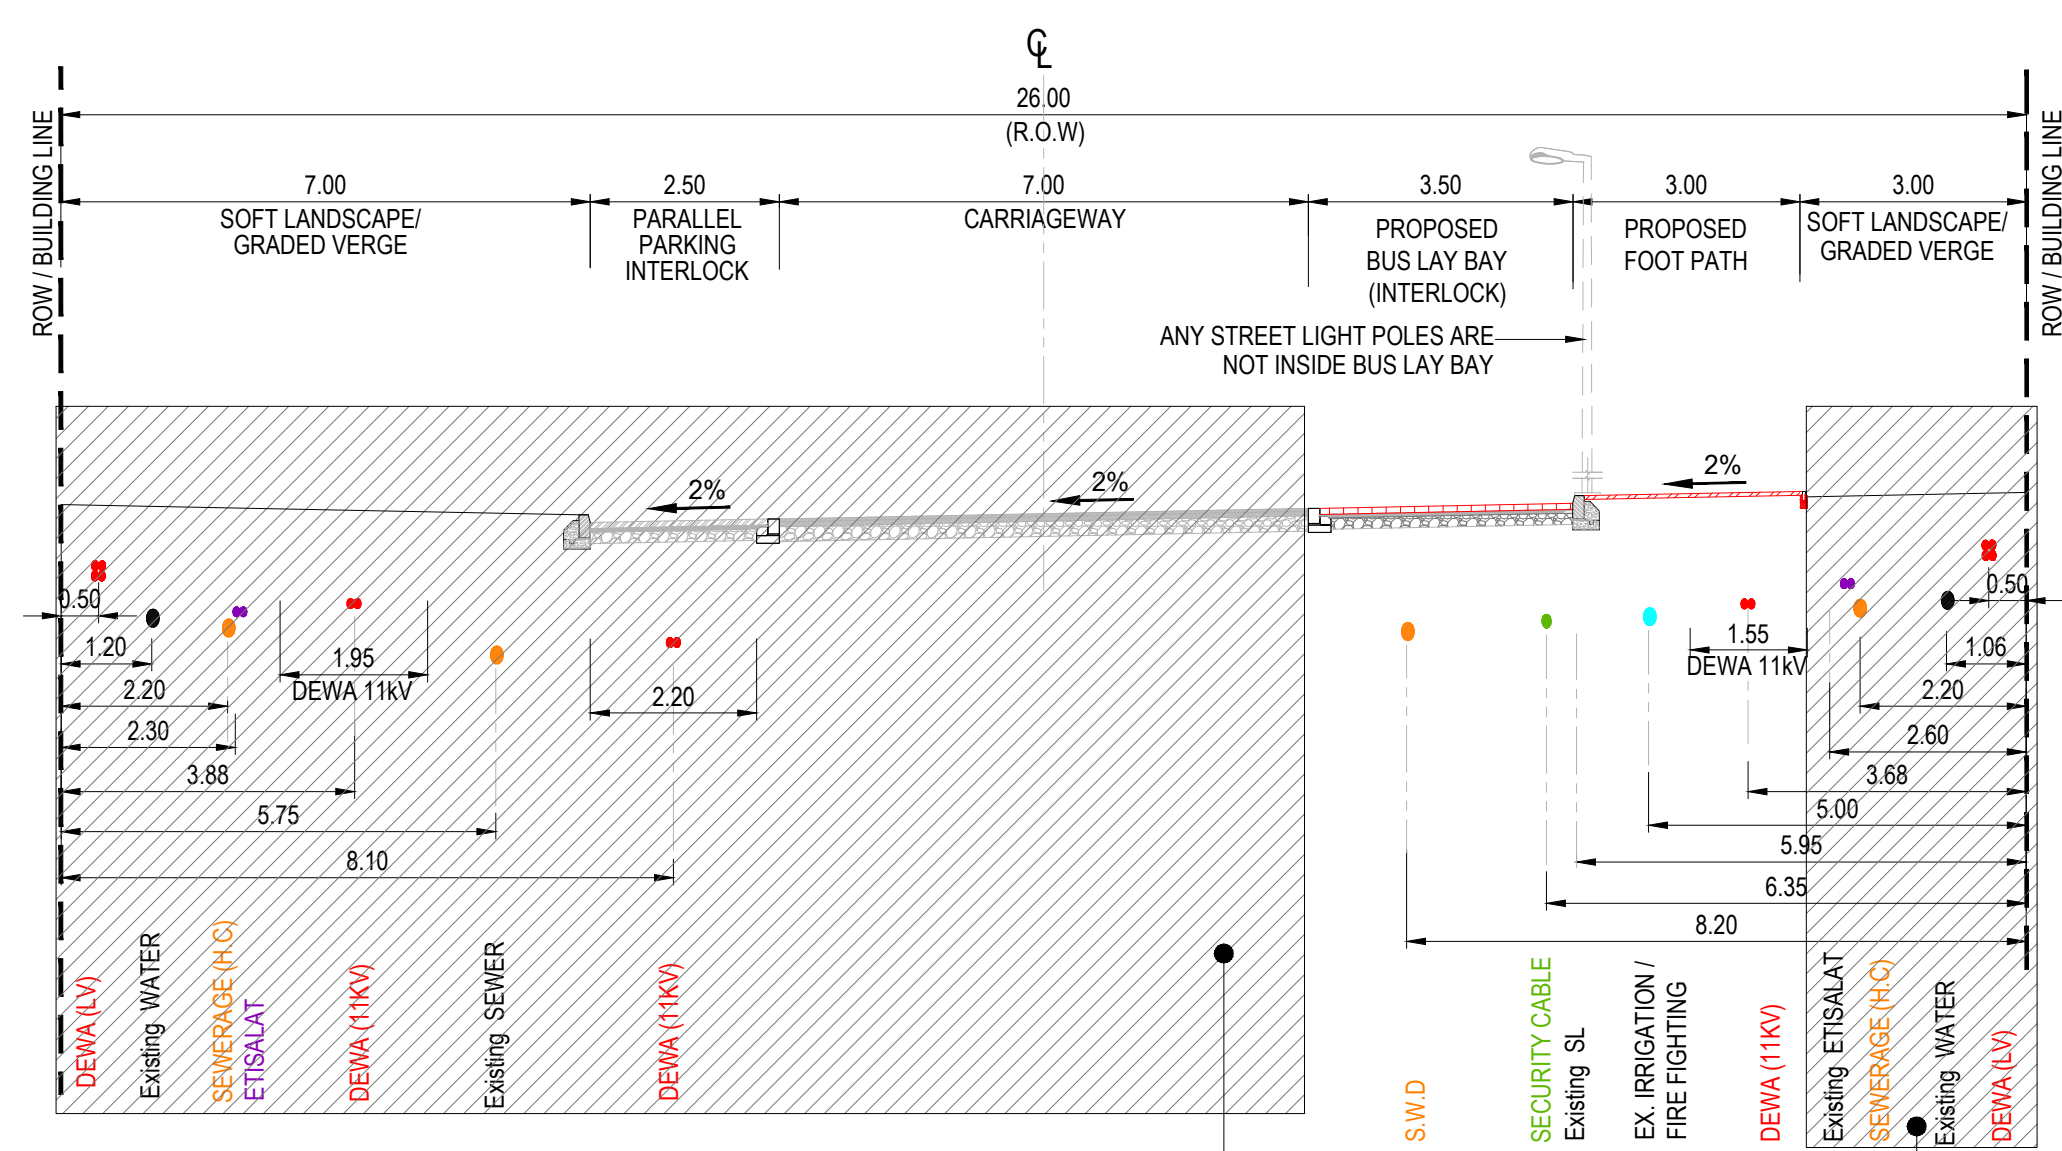 ℄
26.00
(R.O.W)
ROW / BUILDING LINE
ROW / BUILDING LINE
7.00
SOFT LANDSCAPE/
GRADED VERGE
2.50
PARALLEL
PARKING
INTERLOCK
7.00
CARRIAGEWAY
3.50
PROPOSED
BUS LAY BAY
(INTERLOCK)
3.00
PROPOSED
FOOT PATH
3.00
SOFT LANDSCAPE/
GRADED VERGE
ANY STREET LIGHT POLES ARE
NOT INSIDE BUS LAY BAY
2%
2%
2%
0.50
1.20
2.20
2.30
3.88
5.75
8.10
1.95
DEWA 11kV
2.20
1.55
DEWA 11kV
0.50
1.06
2.20
2.60
3.68
5.00
5.95
6.35
8.20
DEWA (LV)
Existing WATER
SEWERAGE (H.C)
ETISALAT
DEWA (11KV)
Existing SEWER
DEWA (11KV)
S.W.D
SECURITY CABLE
Existing SL
EX. IRRIGATION /
FIRE FIGHTING
DEWA (11KV)
Existing ETISALAT
SEWERAGE (H.C)
Existing WATER
DEWA (LV)